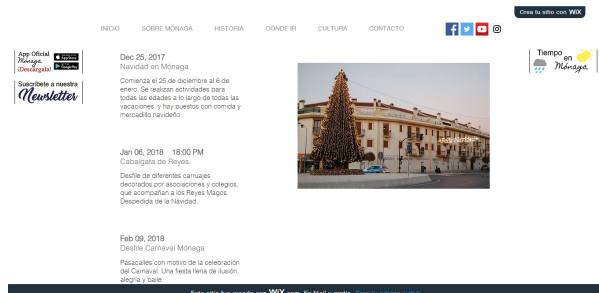 Crea tu sitio con WiX
INICIO SOBRE MÓNAGA HISTORIA DÓNDE IR CULTURA CONTACTO
App Oficial
Mónaga
¡Descárgala!
App Store
Google Play
Suscríbete a nuestra
Newsletter
Tiempo
en
Mónaga
Dec 25, 2017
Navidad en Mónaga
Comienza el 25 de diciembre al 6 de
enero. Se realizan actividades para
todas las edades a lo largo de todas las
vacaciones, y hay puestos con comida y
mercadillo navideño
Jan 06, 2018 18:00 PM
Cabalgata de Reyes.
Desfile de diferentes carruajes
decorados por asociaciones y colegios,
que acompañan a los Reyes Magos.
Despedida de la Navidad.
Feb 09, 2018
Desfile Carnaval Mónaga
Pasacalles con motivo de la celebración
del Carnaval. Una fiesta llena de ilusión,
alegría y baile.